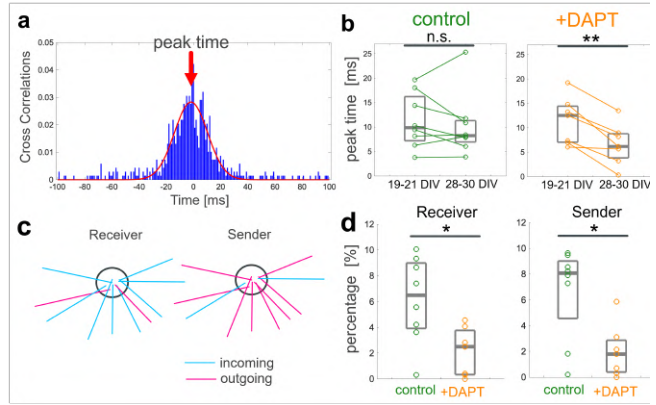 a
peak time
Cross Correlations
0.05
0.04
0.03
0.02
0.01
0
-100 -80 -60 -40 -20 0 20 40 60 80 100
Time [ms]
b
control
+DAPT
n.s.
**
peak time [ms]
25
20
15
10
5
0
25
20
15
10
5
0
19-21 DIV 28-30 DIV
19-21 DIV 28-30 DIV
c
Receiver
Sender
incoming
outgoing
d
Receiver
Sender
*
*
percentage [%]
12
10
8
6
4
2
0
12
10
8
6
4
2
0
control +DAPT
control +DAPT